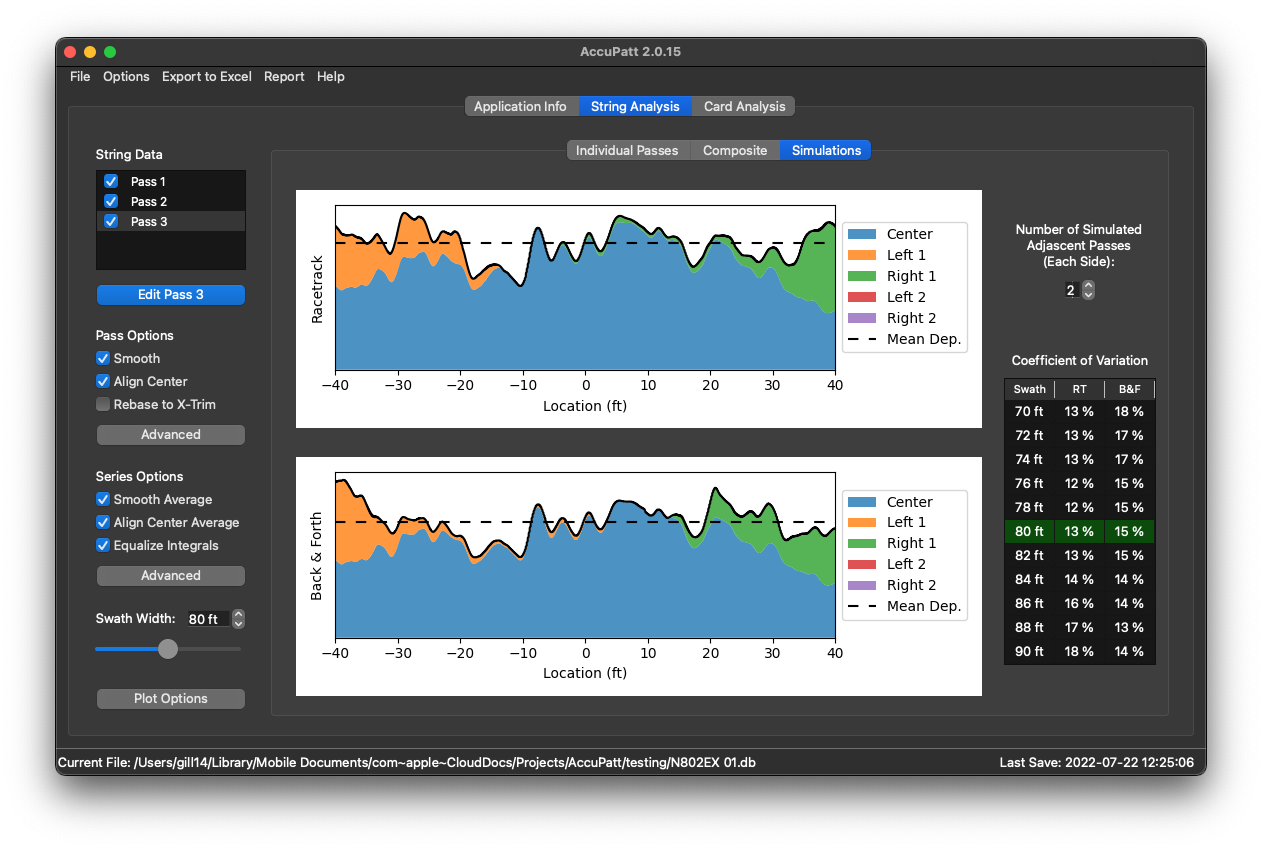 AccuPatt 2.0.15
File Options Export to Excel Report Help
Application Info String Analysis Card Analysis
String Data
Pass 1
Pass 2
Pass 3
Edit Pass 3
Pass Options
Smooth
Align Center
Rebase to X-Trim
Advanced
Series Options
Smooth Average
Align Center Average
Equalize Integrals
Advanced
Swath Width: 80 ft
Plot Options
Individual Passes Composite Simulations
Racetrack
−40 −30 −20 −10 0 10 20 30 40
Location (ft)
Center
Left 1
Right 1
Left 2
Right 2
Mean Dep.
Back & Forth
−40 −30 −20 −10 0 10 20 30 40
Location (ft)
Center
Left 1
Right 1
Left 2
Right 2
Mean Dep.
Number of Simulated
Adjascent Passes
(Each Side):
2
Coefficient of Variation
Swath RT B&F
70 ft 13 % 18 %
72 ft 13 % 17 %
74 ft 13 % 17 %
76 ft 12 % 15 %
78 ft 12 % 15 %
80 ft 13 % 15 %
82 ft 13 % 15 %
84 ft 14 % 14 %
86 ft 16 % 14 %
88 ft 17 % 13 %
90 ft 18 % 14 %
Current File: /Users/gill14/Library/Mobile Documents/com~apple~CloudDocs/Projects/AccuPatt/testing/N802EX 01.db
Last Save: 2022-07-22 12:25:06